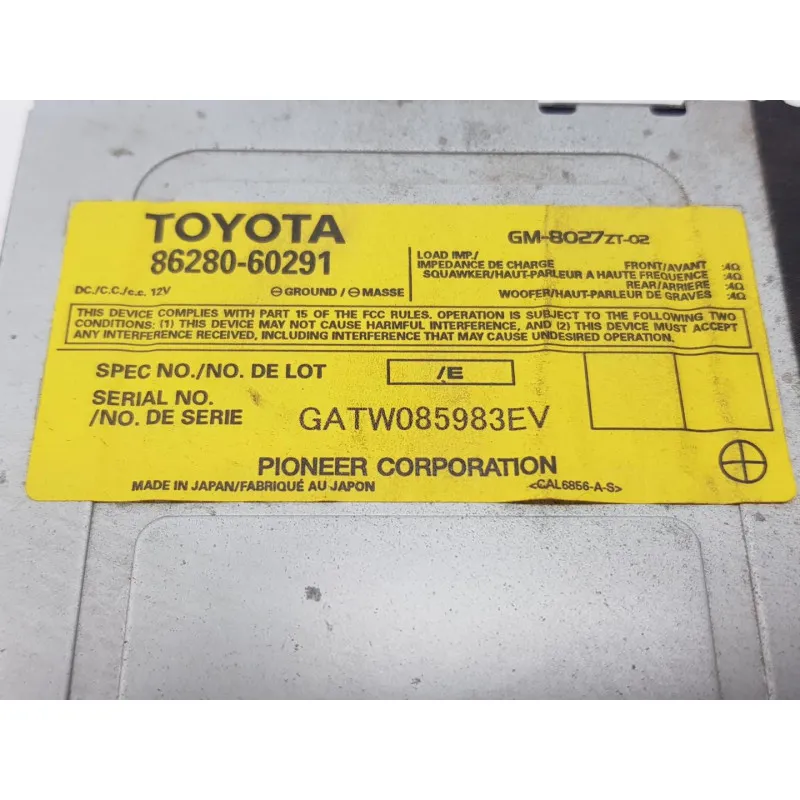 TOYOTA
86280-60291
DC./C.C./c.c. 12V
⊖GROUND / ⊖MASSE
GM-8027ZT-02
LOAD IMP./
IMPEDANCE DE CHARGE FRONT/AVANT :4Ω
SQUAWKER/HAUT-PARLEUR A HAUTE FREQUENCE :4Ω
REAR/ARRIERE :4Ω
WOOFER/HAUT-PARLEUR DE GRAVES :4Ω
THIS DEVICE COMPLIES WITH PART 15 OF THE FCC RULES. OPERATION IS SUBJECT TO THE FOLLOWING TWO
CONDITIONS: (1) THIS DEVICE MAY NOT CAUSE HARMFUL INTERFERENCE, AND (2) THIS DEVICE MUST ACCEPT
ANY INTERFERENCE RECEIVED, INCLUDING INTERFERENCE THAT MAY CAUSE UNDESIRED OPERATION.
SPEC NO./NO. DE LOT /E
SERIAL NO.
/NO. DE SERIE GATW085983EV
PIONEER CORPORATION
MADE IN JAPAN/FABRIQUÉ AU JAPON <CAL6856-A-S>